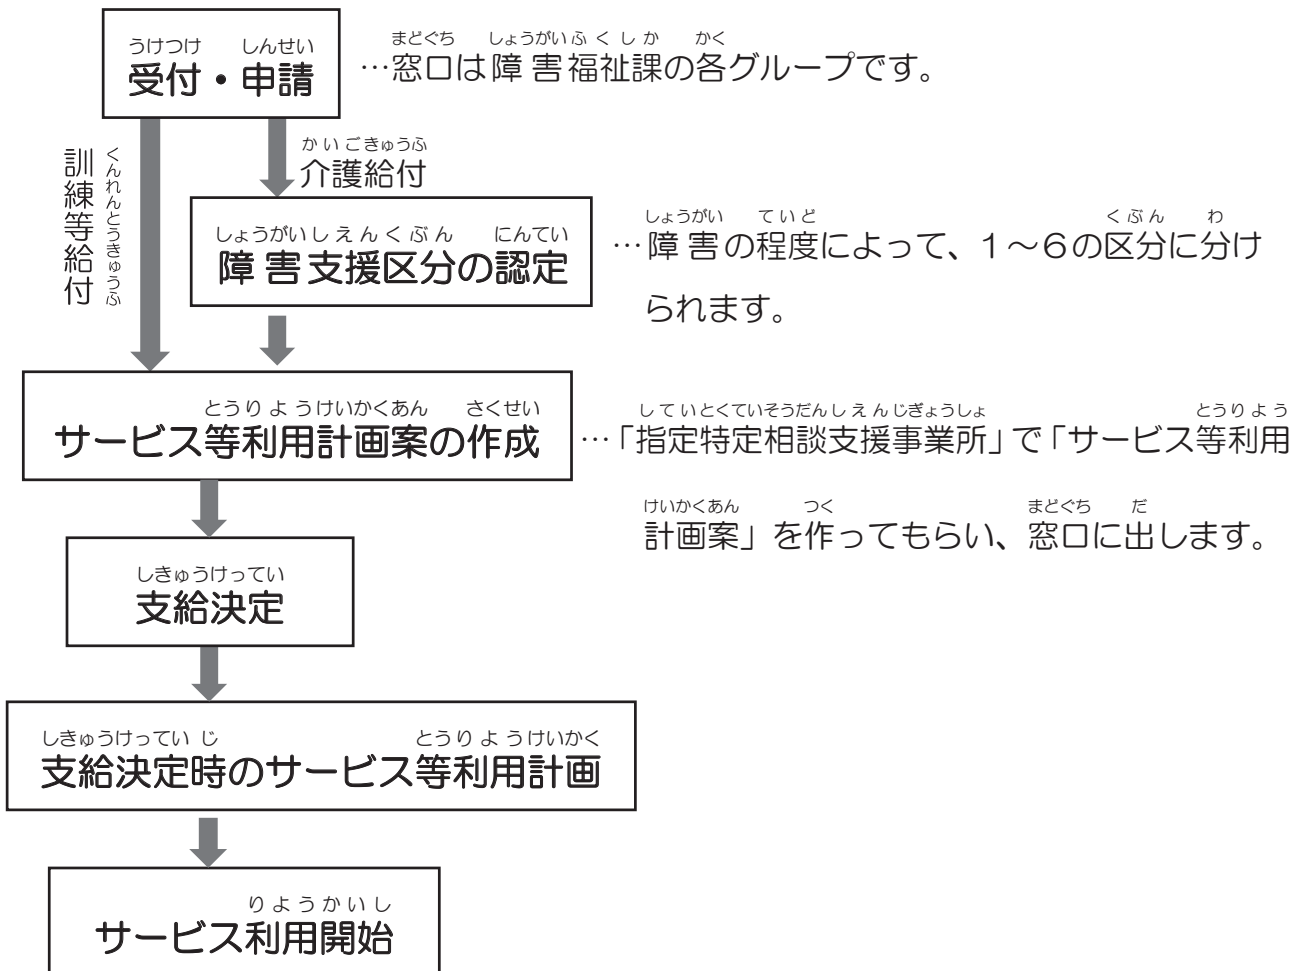 うけつけ しんせい
受付・申請
まどぐち しょうがいふくしか かく
…窓口は障害福祉課の各グループです。
くんれんとうきゅうふ
訓練等給付
かいごきゅうふ
介護給付
しょうがいしえんくぶん にんてい
障害支援区分の認定
しょうがい ていど くぶん わ
…障害の程度によって、１～６の区分に分け
られます。
とうりようけいかくあん さくせい
サービス等利用計画案の作成
していとくていそうだんしえんじぎょうしょ とうりよう
…「指定特定相談支援事業所」で「サービス等利用
けいかくあん つく まどぐち だ
計画案」を作ってもらい、窓口に出します。
しきゅうけってい
支給決定
しきゅうけっていじ とうりようけいかく
支給決定時のサービス等利用計画
りようかいし
サービス利用開始